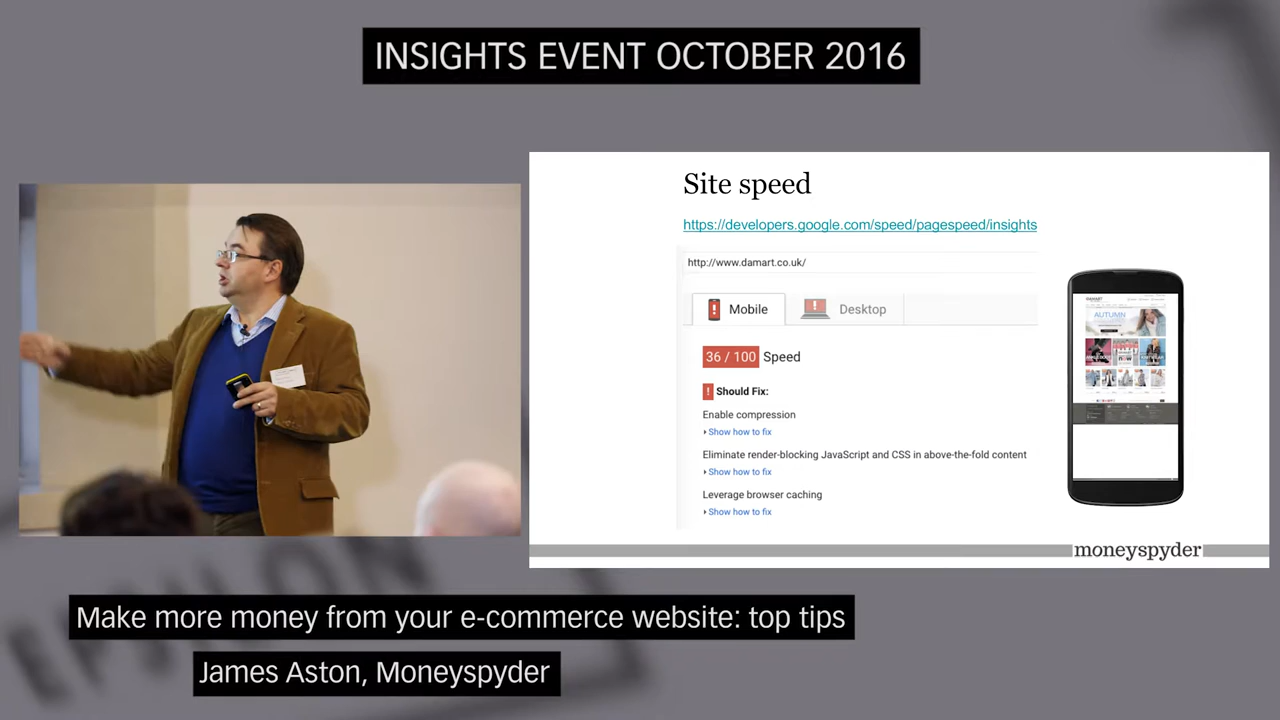 INSIGHTS EVENT OCTOBER 2016
Site speed
https://developers.google.com/speed/pagespeed/insights
http://www.damart.co.uk/
Mobile
Desktop
36 / 100 Speed
! Should Fix:
Enable compression
Show how to fix
Eliminate render-blocking JavaScript and CSS in above-the-fold content
Show how to fix
Leverage browser caching
Show how to fix
DAMART
AUTUMN
moneyspyder
EPHILON
Make more money from your e-commerce website: top tips
James Aston, Moneyspyder